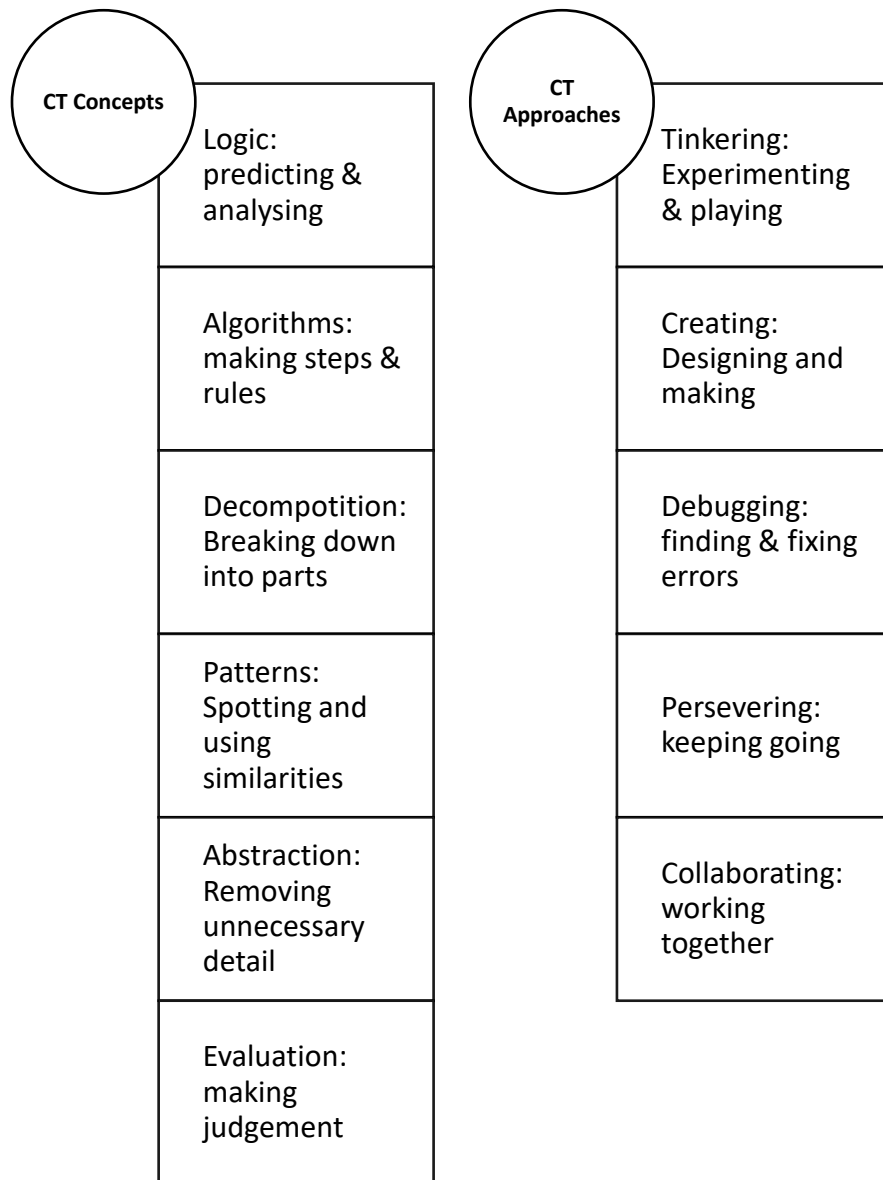 CT Concepts
Logic:
predicting &
analysing
Algorithms:
making steps &
rules
Decompotition:
Breaking down
into parts
Patterns:
Spotting and
using
similarities
Abstraction:
Removing
unnecessary
detail
Evaluation:
making
judgement
CT
Approaches
Tinkering:
Experimenting
& playing
Creating:
Designing and
making
Debugging:
finding & fixing
errors
Persevering:
keeping going
Collaborating:
working
together